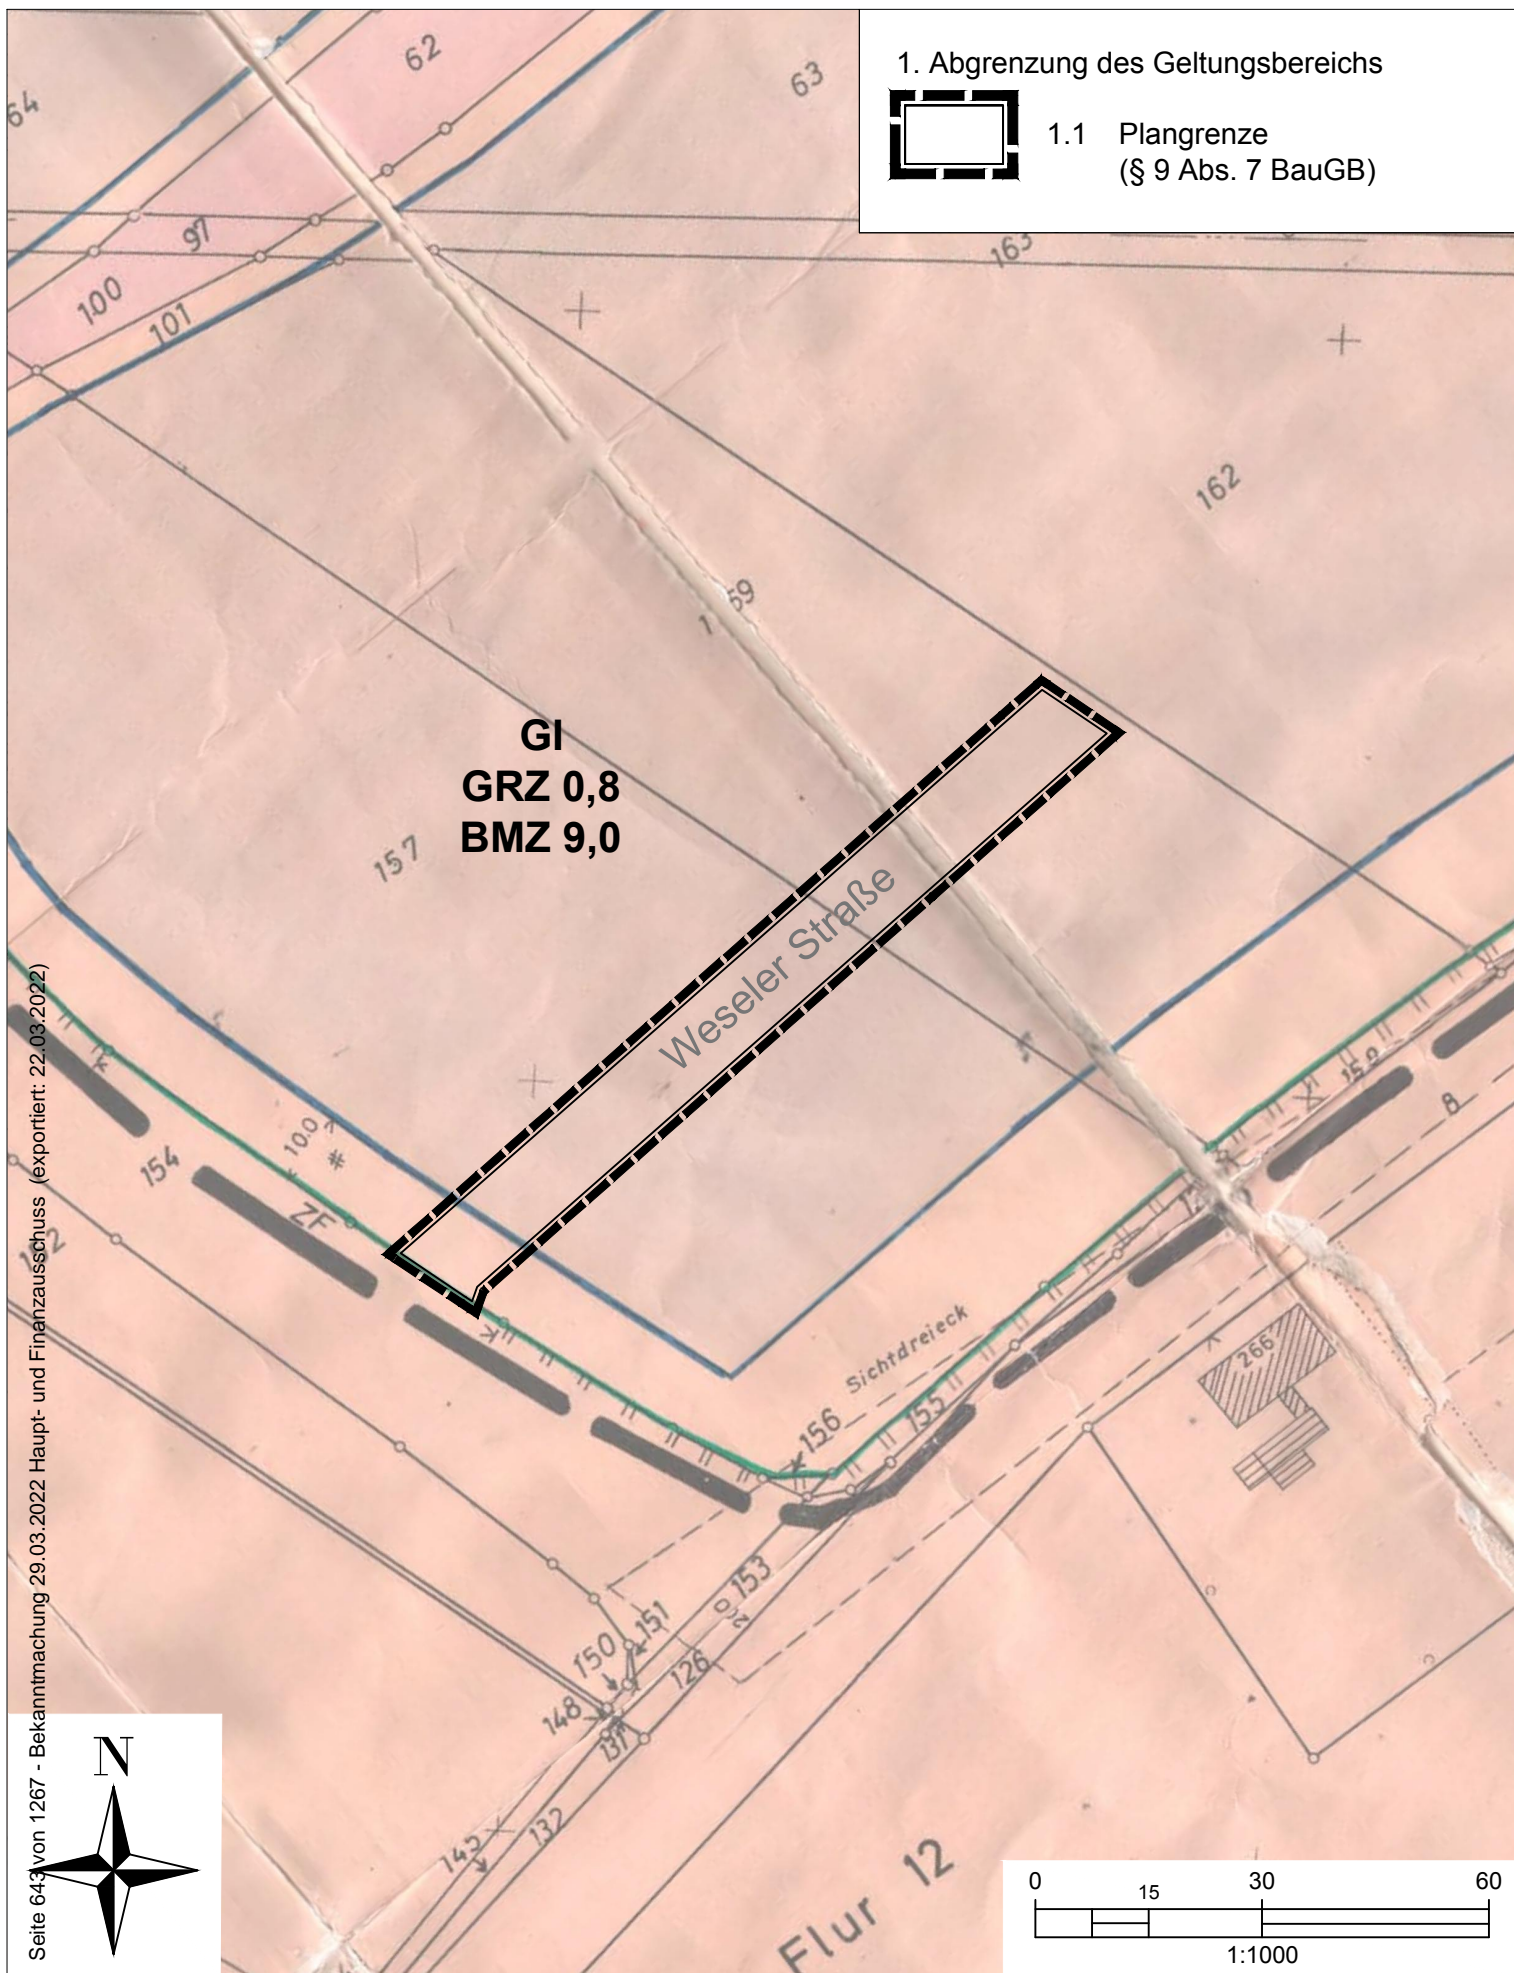 1. Abgrenzung des Geltungsbereichs
1.1 Plangrenze
(§ 9 Abs. 7 BauGB)
62
63
64
97
100
101
163
162
59
GI
GRZ 0,8
BMZ 9,0
157
Weseler Straße
10.0
#
154
ZF
K
Sichtdreieck
156
155
8
266
153
151
150
126
148
131
132
Flur 12
N
0
15
30
60
1:1000
Seite 643 von 1267 - Bekanntmachung 29.03.2022 Haupt- und Finanzausschuss (exportiert: 22.03.2022)